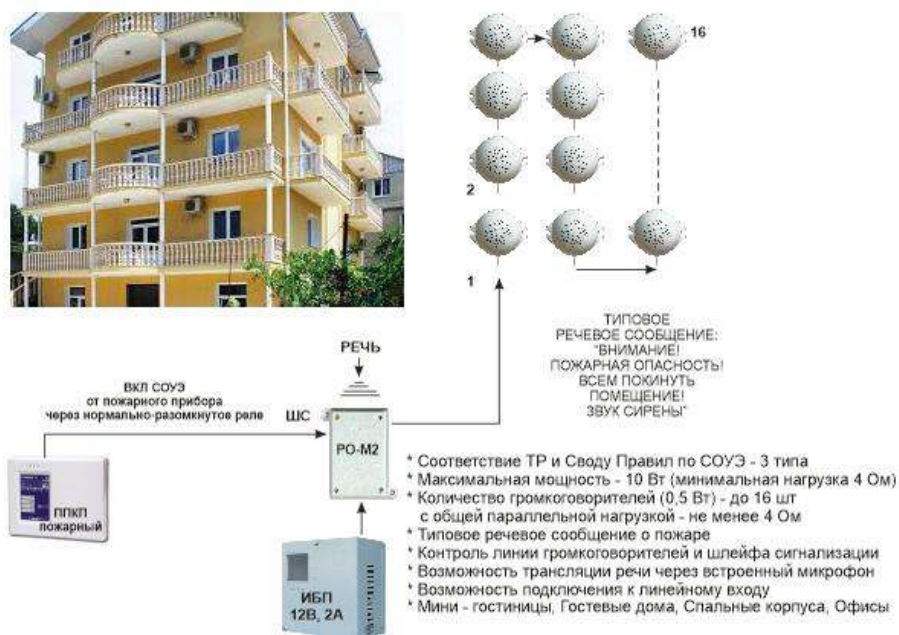 16
2
1
ТИПОВОЕ
РЕЧЕВОЕ СООБЩЕНИЕ:
"ВНИМАНИЕ!
ПОЖАРНАЯ ОПАСНОСТЬ!
ВСЕМ ПОКИНУТЬ
ПОМЕЩЕНИЕ!
ЗВУК СИРЕНЫ"
РЕЧЬ
ВКЛ СОУЭ
от пожарного прибора
через нормально-разомкнутое реле
ШС
РО-М2
ППКП
пожарный
ИБП
12В, 2А
* Соответствие ТР и Своду Правил по СОУЭ - 3 типа
* Максимальная мощность - 10 Вт (минимальная нагрузка 4 Ом)
* Количество громкоговорителей (0,5 Вт) - до 16 шт
с общей параллельной нагрузкой - не менее 4 Ом
* Типовое речевое сообщение о пожаре
* Контроль линии громкоговорителей и шлейфа сигнализации
* Возможность трансляции речи через встроенный микрофон
* Возможность подключения к линейному входу
* Мини - гостиницы, Гостевые дома, Спальные корпуса, Офисы